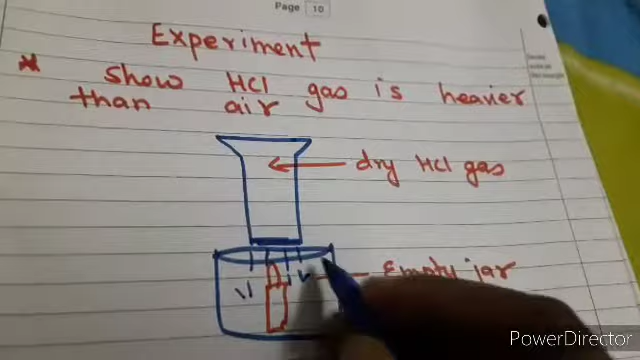 Page 10
Experiment
* show HCl gas is heavier
than air
dry HCl gas
Empty jar
PowerDirector